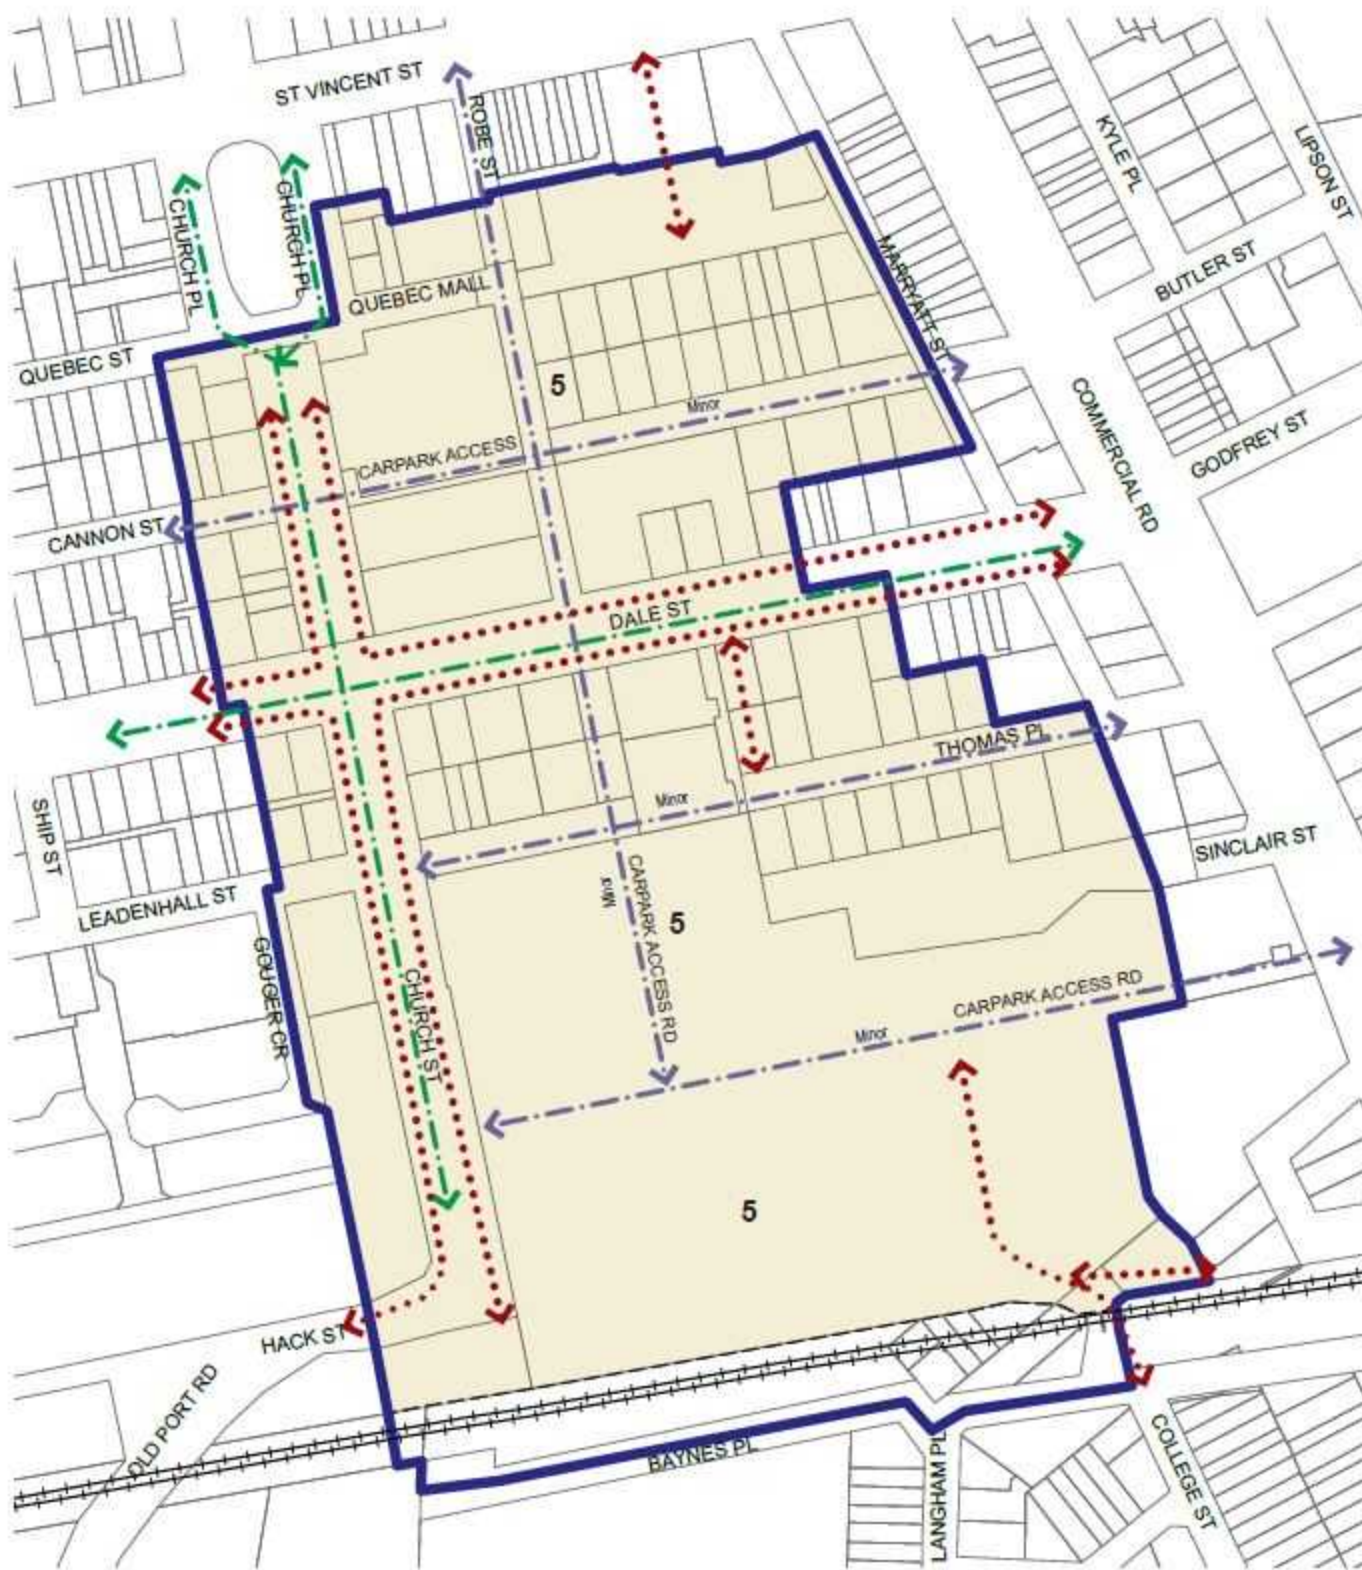 ST VINCENT ST
ROBE ST
KYLE PL
LIPSON ST
CHURCH PL
CHURCH PL
QUEBEC MALL
MARRYATT ST
BUTLER ST
QUEBEC ST
5
Minor
COMMERCIAL RD
GODFREY ST
CARPARK ACCESS
CANNON ST
DALE ST
THOMAS PL
Minor
SHIP ST
SINCLAIR ST
LEADENHALL ST
CARPARK ACCESS RD
Minor
5
GOUGER CR
CHURCH ST
CARPARK ACCESS RD
Minor
5
HACK ST
OLD PORT RD
BAYNES PL
LANGHAM PL
COLLEGE ST